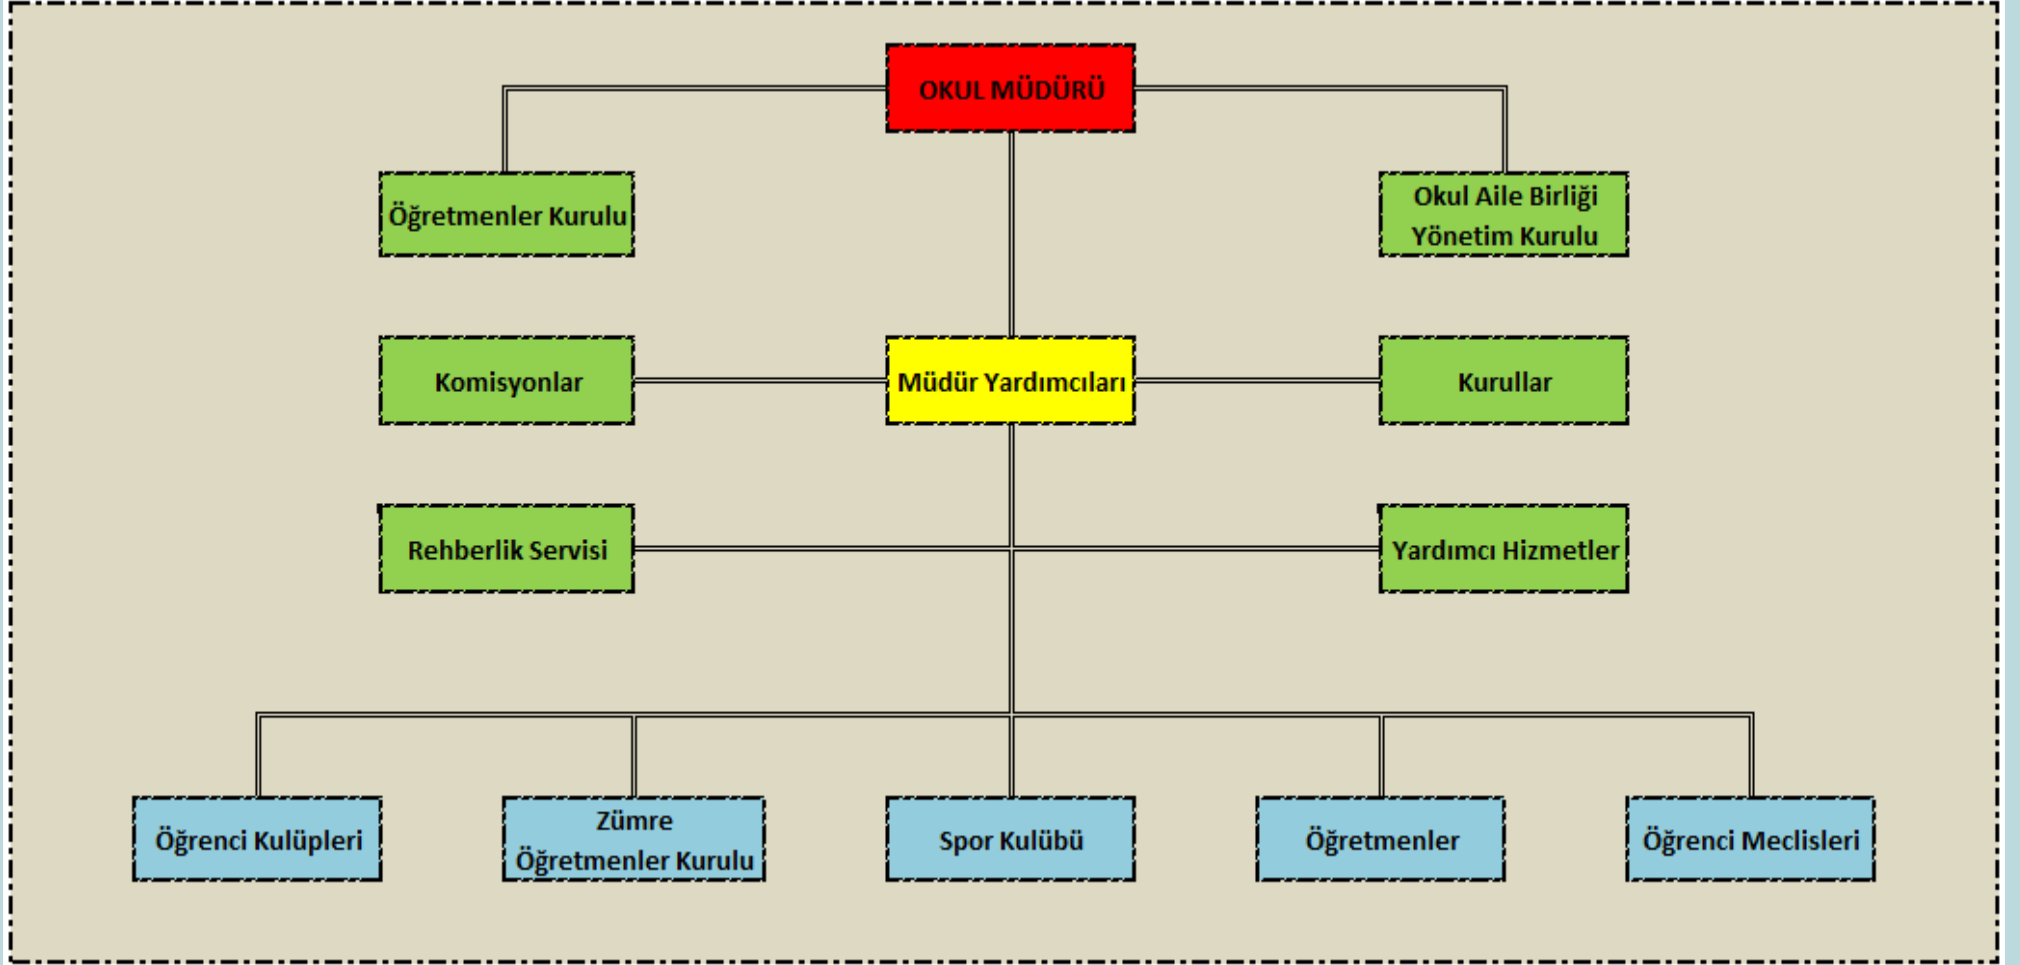 OKUL MÜDÜRÜ
Öğretmenler Kurulu
Okul Aile Birliği
Yönetim Kurulu
Komisyonlar
Müdür Yardımcıları
Kurullar
Rehberlik Servisi
Yardımcı Hizmetler
Öğrenci Kulüpleri
Zümre
Öğretmenler Kurulu
Spor Kulübü
Öğretmenler
Öğrenci Meclisleri